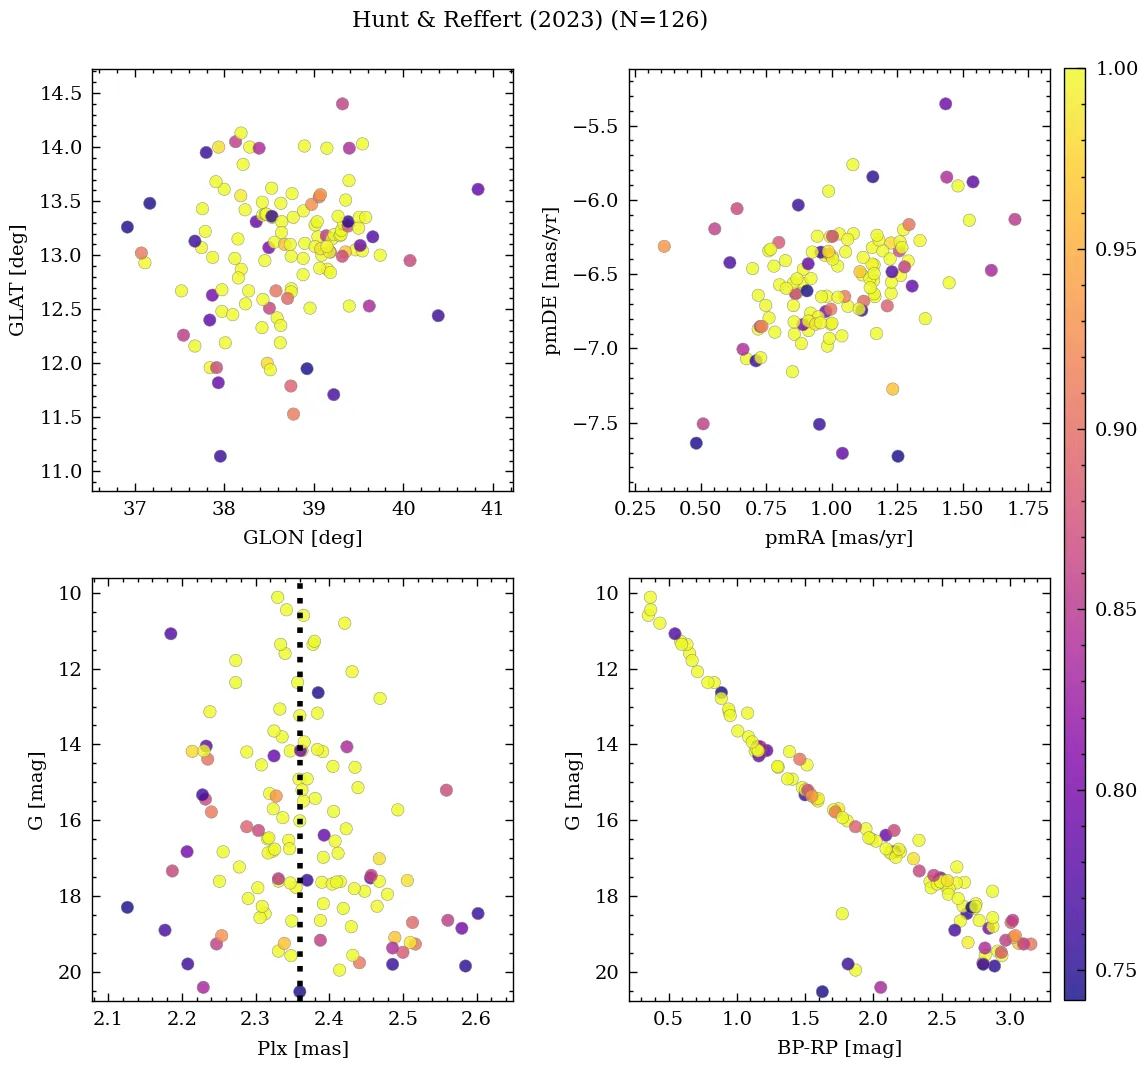 Hunt & Reffert (2023) (N=126)
14.5
14.0
13.5
13.0
12.5
12.0
11.5
11.0
GLAT [deg]
37 38 39 40 41
GLON [deg]
−5.5
−6.0
−6.5
−7.0
−7.5
pmDE [mas/yr]
0.25 0.50 0.75 1.00 1.25 1.50 1.75
pmRA [mas/yr]
10
12
14
16
18
20
G [mag]
2.1 2.2 2.3 2.4 2.5 2.6
Plx [mas]
10
12
14
16
18
20
G [mag]
0.5 1.0 1.5 2.0 2.5 3.0
BP-RP [mag]
1.00
0.95
0.90
0.85
0.80
0.75